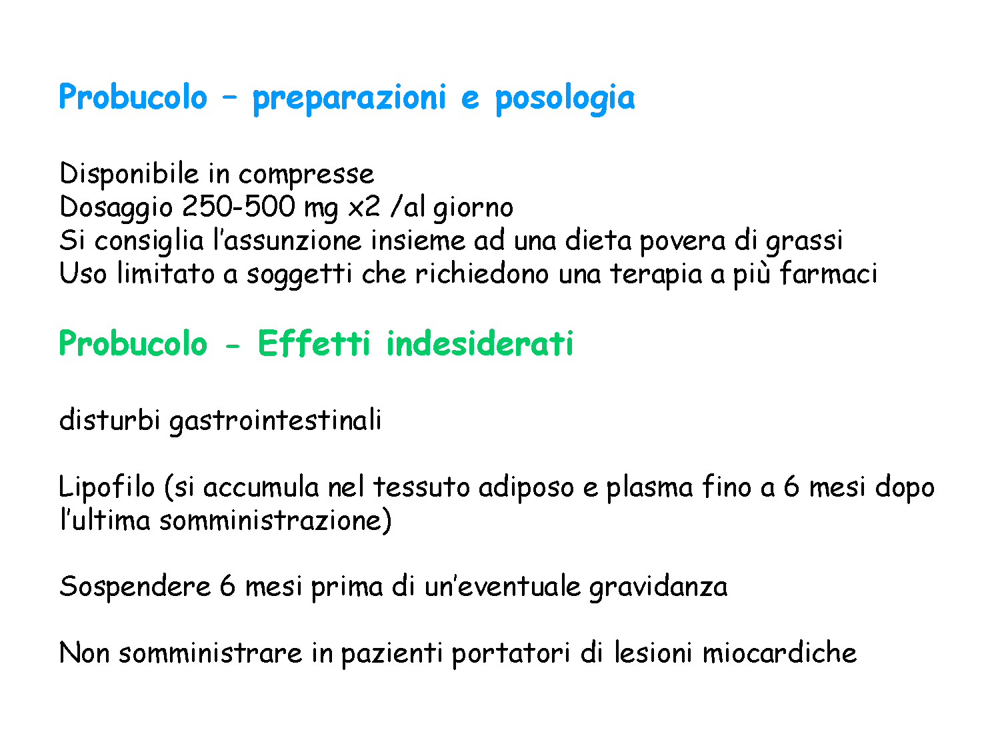 Probucolo – preparazioni e posologia
Disponibile in compresse
Dosaggio 250-500 mg x2 /al giorno
Si consiglia l’assunzione insieme ad una dieta povera di grassi
Uso limitato a soggetti che richiedono una terapia a più farmaci
Probucolo - Effetti indesiderati
disturbi gastrointestinali
Lipofilo (si accumula nel tessuto adiposo e plasma fino a 6 mesi dopo
l’ultima somministrazione)
Sospendere 6 mesi prima di un’eventuale gravidanza
Non somministrare in pazienti portatori di lesioni miocardiche